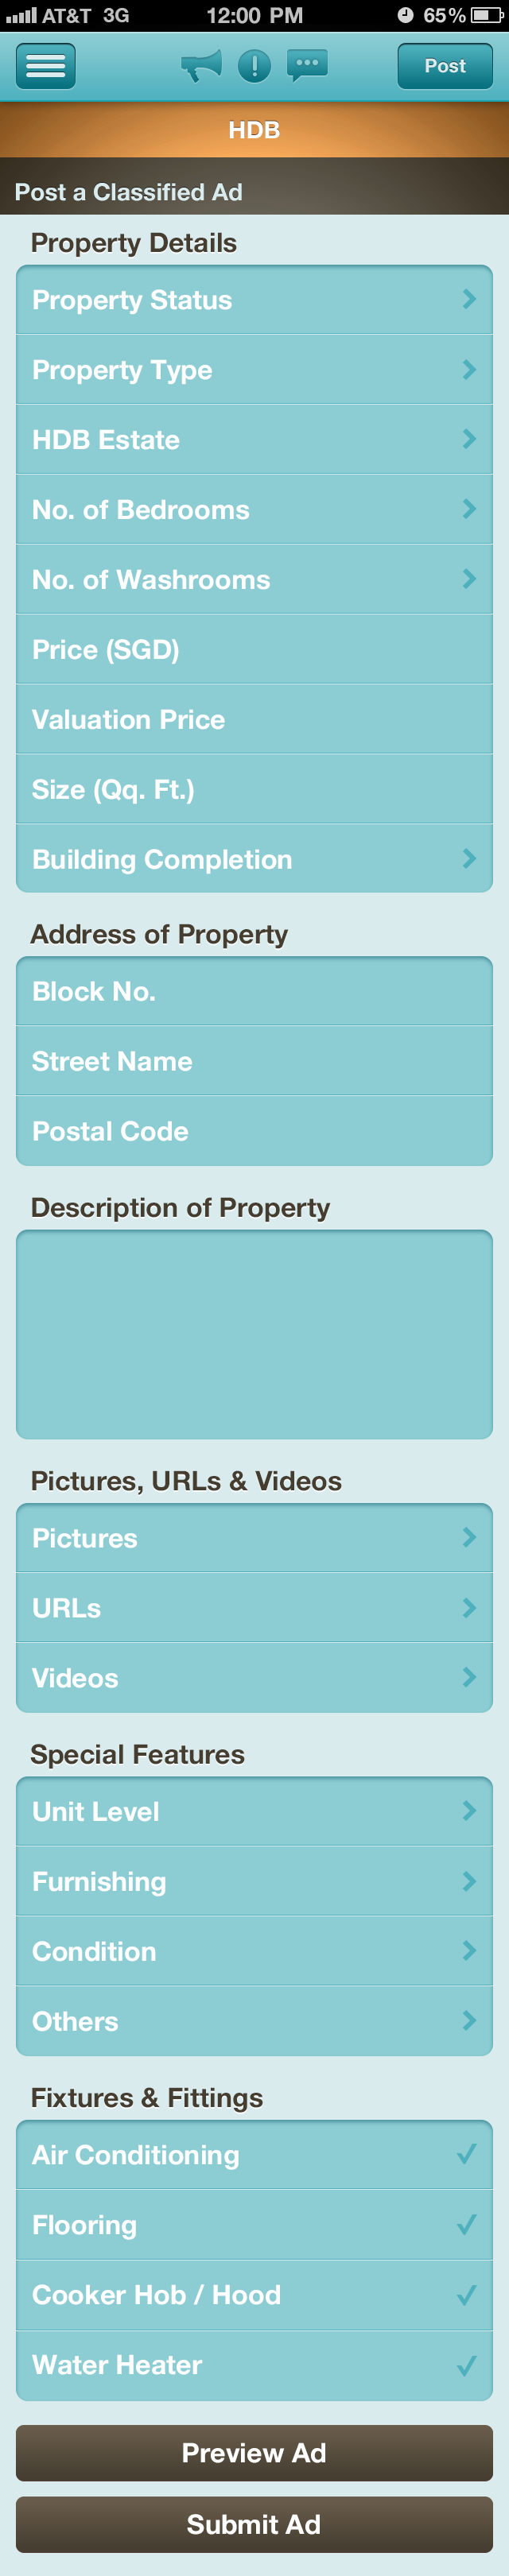 AT&T 3G 12:00 PM 65%
Post
HDB
Post a Classified Ad
Property Details
Property Status
Property Type
HDB Estate
No. of Bedrooms
No. of Washrooms
Price (SGD)
Valuation Price
Size (Qq. Ft.)
Building Completion
Address of Property
Block No.
Street Name
Postal Code
Description of Property
Pictures, URLs & Videos
Pictures
URLs
Videos
Special Features
Unit Level
Furnishing
Condition
Others
Fixtures & Fittings
Air Conditioning
Flooring
Cooker Hob / Hood
Water Heater
Preview Ad
Submit Ad